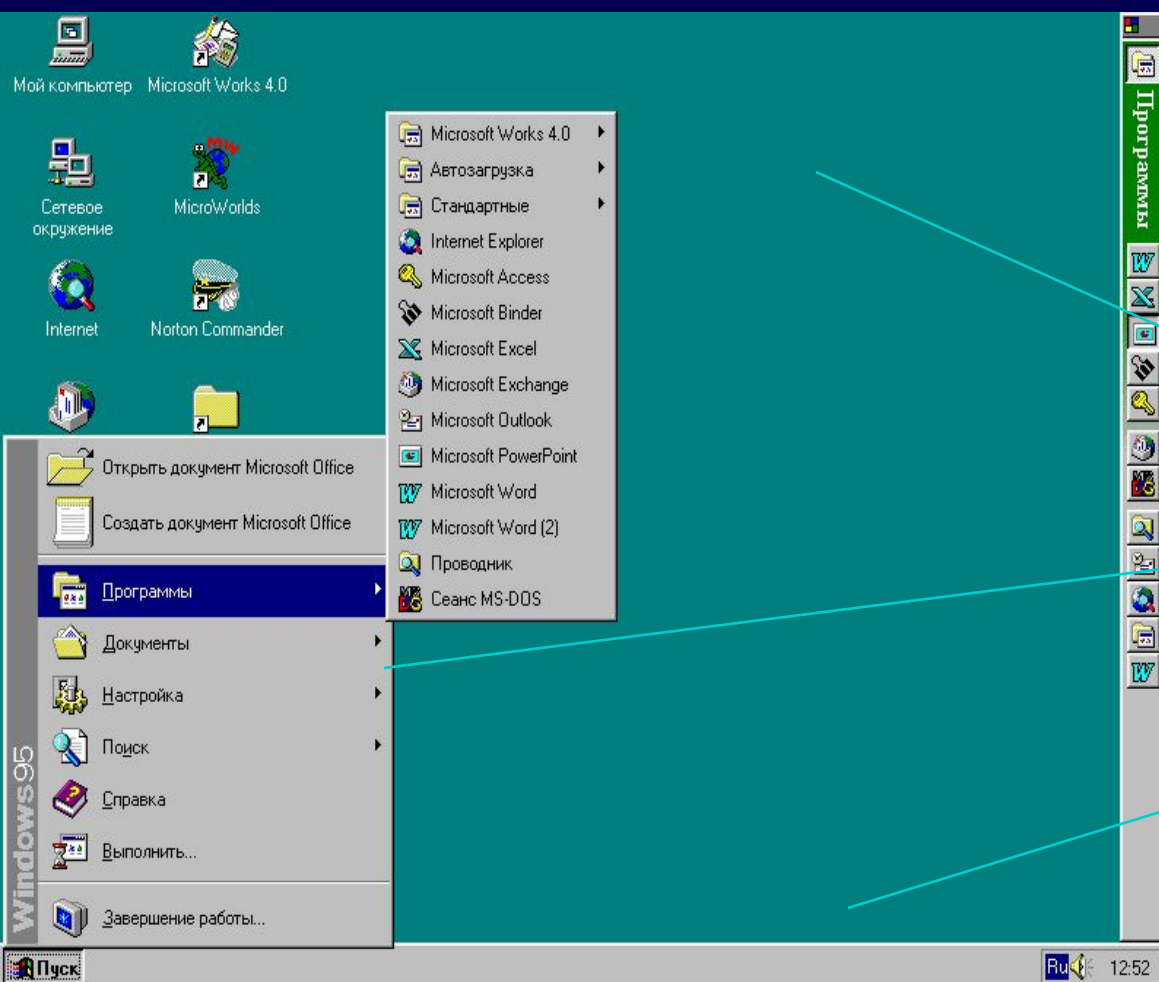 Мой компьютер
Microsoft Works 4.0
Сетевое
окружение
MicroWorlds
MW
Internet
Norton Commander
Открыть документ Microsoft Office
Создать документ Microsoft Office
Программы
Документы
Настройка
Поиск
Справка
Выполнить...
Завершение работы...
Windows95
Microsoft Works 4.0
Автозагрузка
Стандартные
Internet Explorer
Microsoft Access
Microsoft Binder
Microsoft Excel
Microsoft Exchange
Microsoft Outlook
Microsoft PowerPoint
Microsoft Word
Microsoft Word (2)
Проводник
Сеанс MS-DOS
Программы
Пуск
Ru
12:52